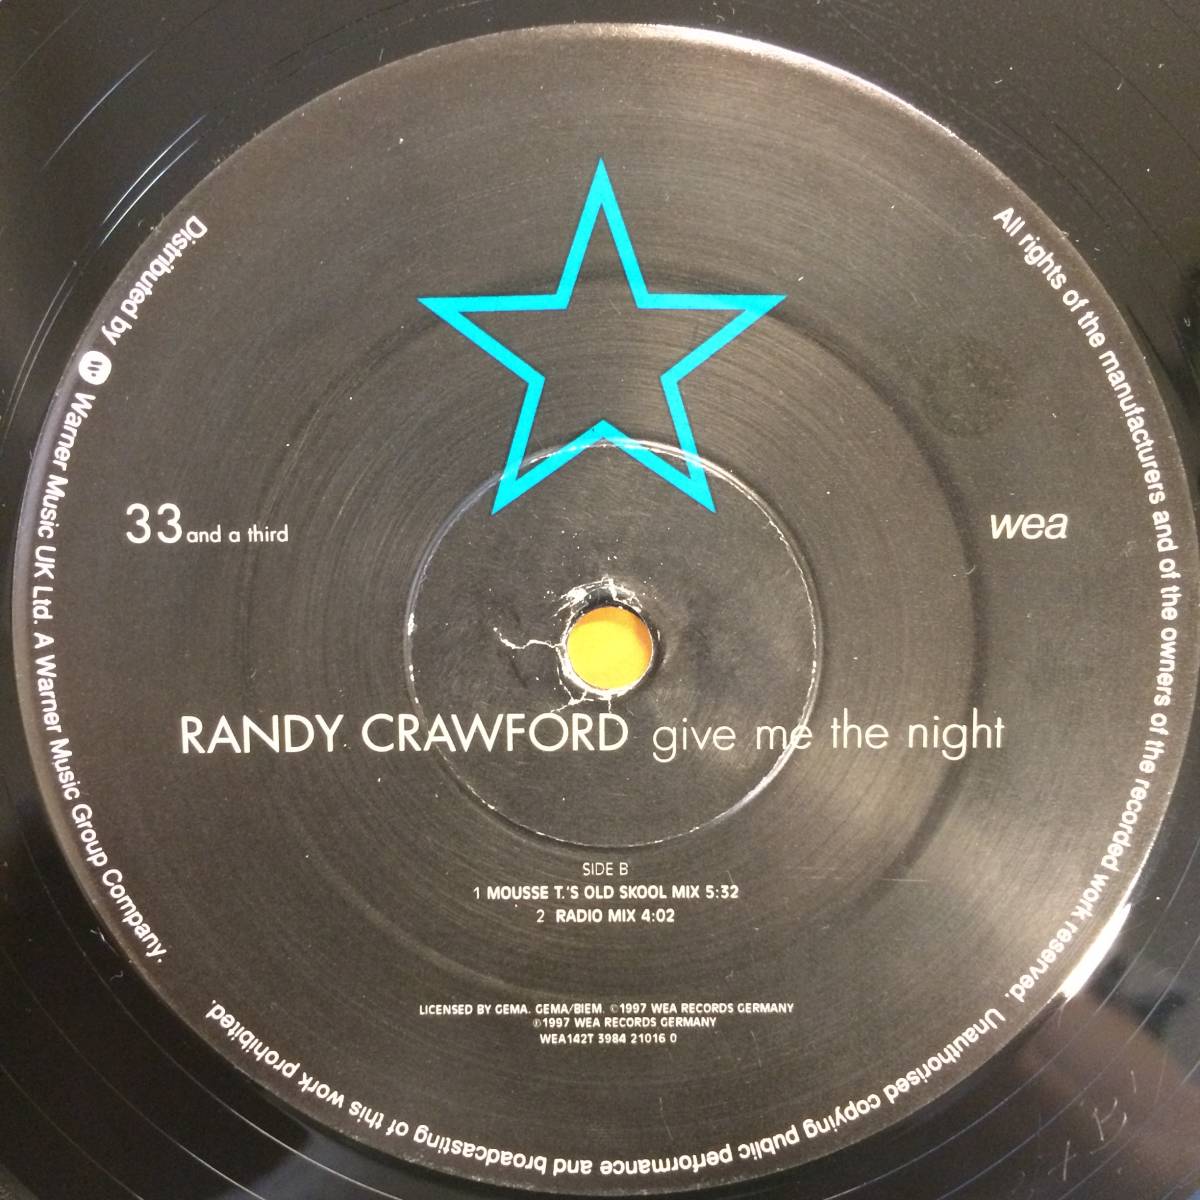 33 and a third
wea
RANDY CRAWFORD give me the night
SIDE B
1 MOUSSE T.'S OLD SKOOL MIX 5:32
2 RADIO MIX 4:02
LICENSED BY GEMA. GEMA/BIEM. ©1997 WEA RECORDS GERMANY
℗1997 WEA RECORDS GERMANY
WEA142T 3984 21016 0
All rights of the manufacturers and of the owners of the recorded work reserved. Unauthorised copying public performance and broadcasting of this work prohibited.
Distributed by Warner Music UK Ltd. A Warner Music Group Company.